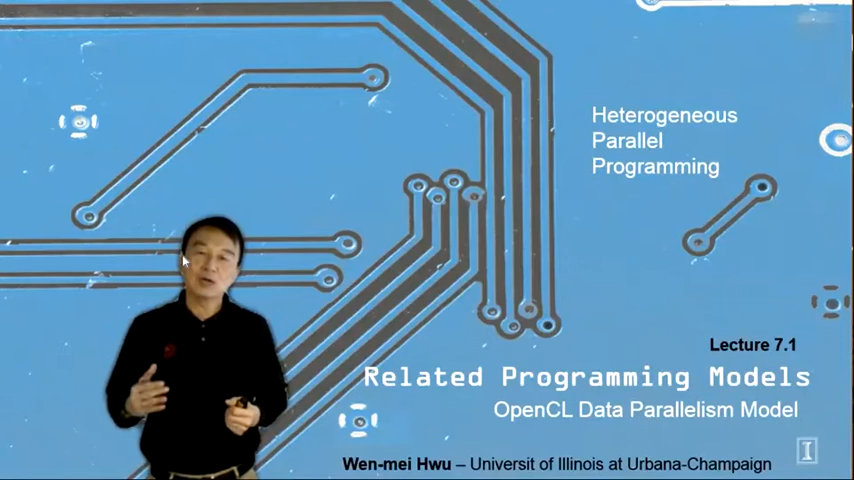 Heterogeneous
Parallel
Programming
Lecture 7.1
Related Programming Models
OpenCL Data Parallelism Model
Wen-mei Hwu – Universit of Illinois at Urbana-Champaign
I